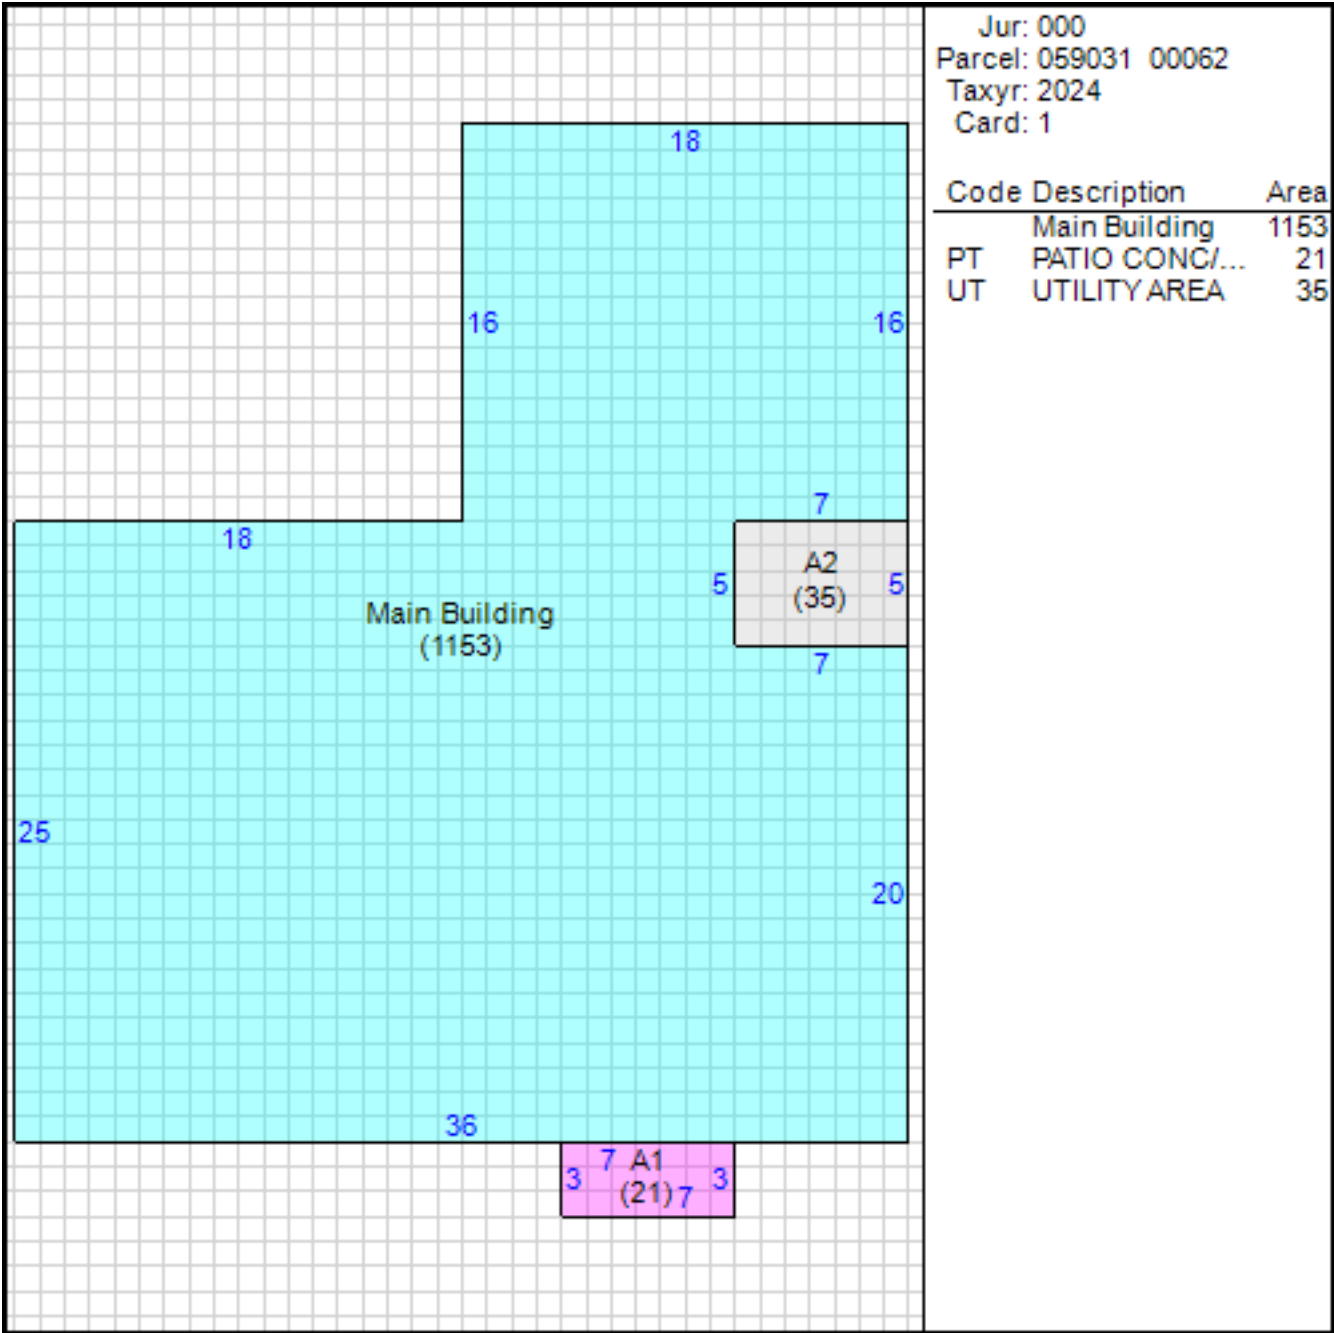 Jur: 000
Parcel: 059031 00062
Taxyr: 2024
Card: 1
Code Description Area
Main Building 1153
PT PATIO CONC/... 21
UT UTILITY AREA 35
18
16
16
7
18
A2
5
5
(35)
Main Building
(1153)
7
25
20
36
7 A1
3
3
(21) 7